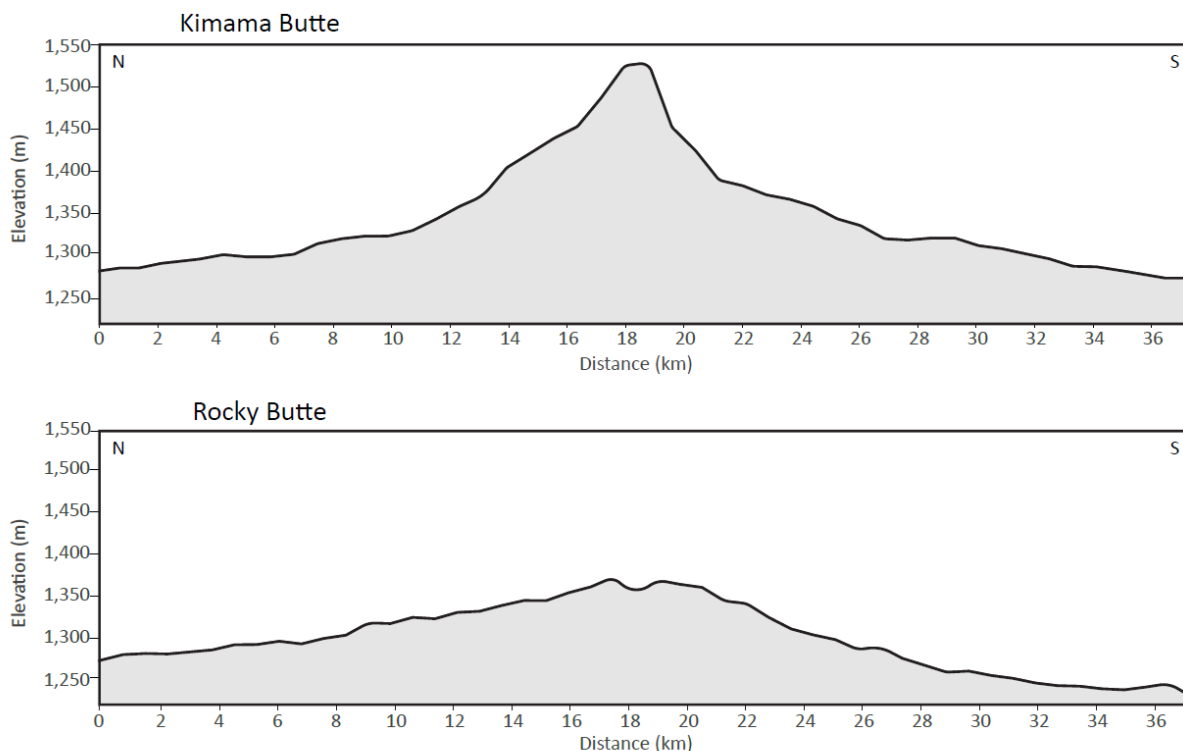 Kimama Butte
1,550
N
S
1,500
1,450
1,400
1,350
1,300
1,250
Elevation (m)
0 2 4 6 8 10 12 14 16 18 20 22 24 26 28 30 32 34 36
Distance (km)
Rocky Butte
1,550
N
S
1,500
1,450
1,400
1,350
1,300
1,250
Elevation (m)
0 2 4 6 8 10 12 14 16 18 20 22 24 26 28 30 32 34 36
Distance (km)